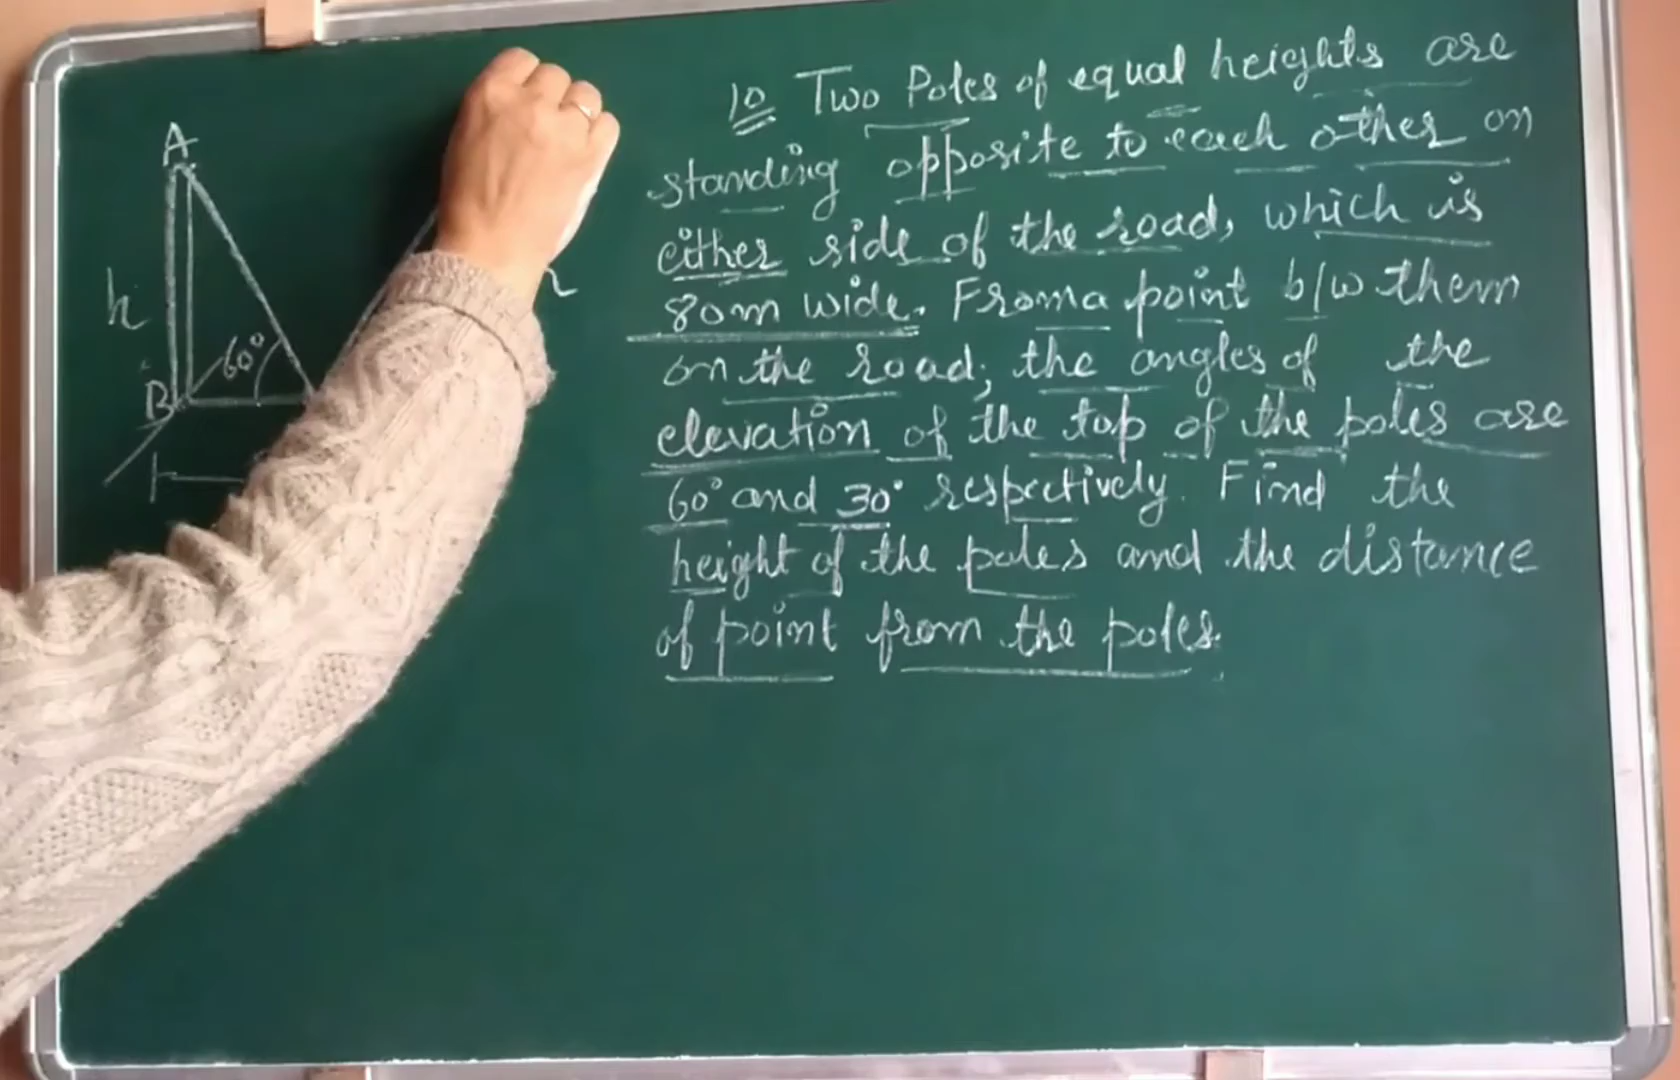 10 Two Poles of equal heights are
standing opposite to each other on
either side of the road, which is
80m wide. From a point b/w them
on the road, the angles of the
elevation of the top of the poles are
60° and 30° respectively. Find the
height of the poles and the distance
of point from the poles.
A
h
60°
B